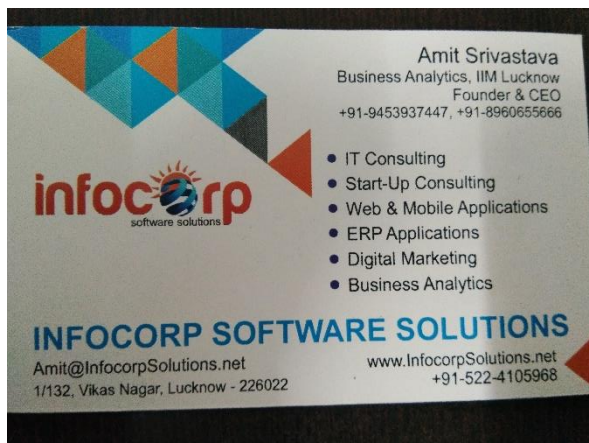 Amit Srivastava
Business Analytics, IIM Lucknow
Founder & CEO
+91-9453937447, +91-8960655666
infocorp
software solutions
IT Consulting
Start-Up Consulting
Web & Mobile Applications
ERP Applications
Digital Marketing
Business Analytics
INFOCORP SOFTWARE SOLUTIONS
Amit@InfocorpSolutions.net
www.InfocorpSolutions.net
1/132, Vikas Nagar, Lucknow - 226022
+91-522-4105968